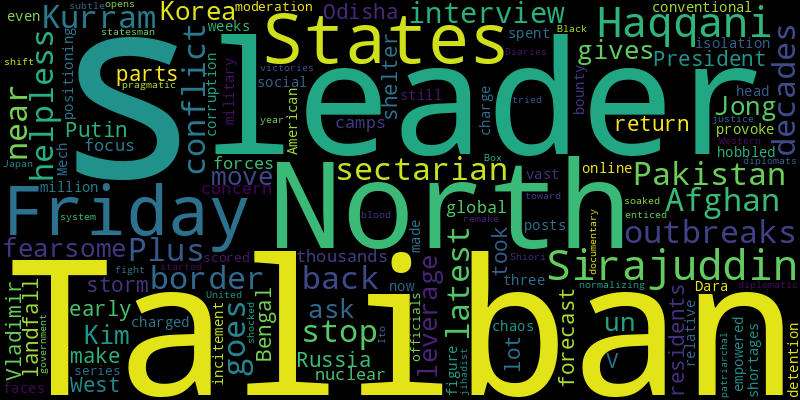 even
subtle
opens
Kurram
statesman
Korea
moderation
Odisha
interview
conventional
weeks
Diaries
spent
Black
Haqqani
isolation
gives
President
decades
shift
faces
near
helpless
positioning
parts
pragmatic
conflict
corruption
victories
S
leader
States
social
American
military
shelter
still
tried
charge
bounty
head
Jong
market
provoke
hobbled
return
justice
Western
diplomats
Japan
Putin
Mech
focus
year
camps
Box
Friday
million
system
forces
move
concern
blood
sectarian
North
online
toward
enticed
soaked
Pakistan
Afghan
vast
global
remake
documentary
outbreaks
fearsome
Plus
scored
thousands
made
took
posts
Shiori
Sirajuddin
Vladimir
landfall
government
storm
border
started
fight
United
back
now
officials
leverage
latest
three
normalizing
Dara
diplomatic
early
charged
Kim
make
series
West
goes
incitement
shocked
Bengal
ask
stop
Russia
nuclear
Ito
lot
figure
jihadist
chaos
v
forecast
un
residents
relative
patriarchal
empowered
shortages
detention
Taliban